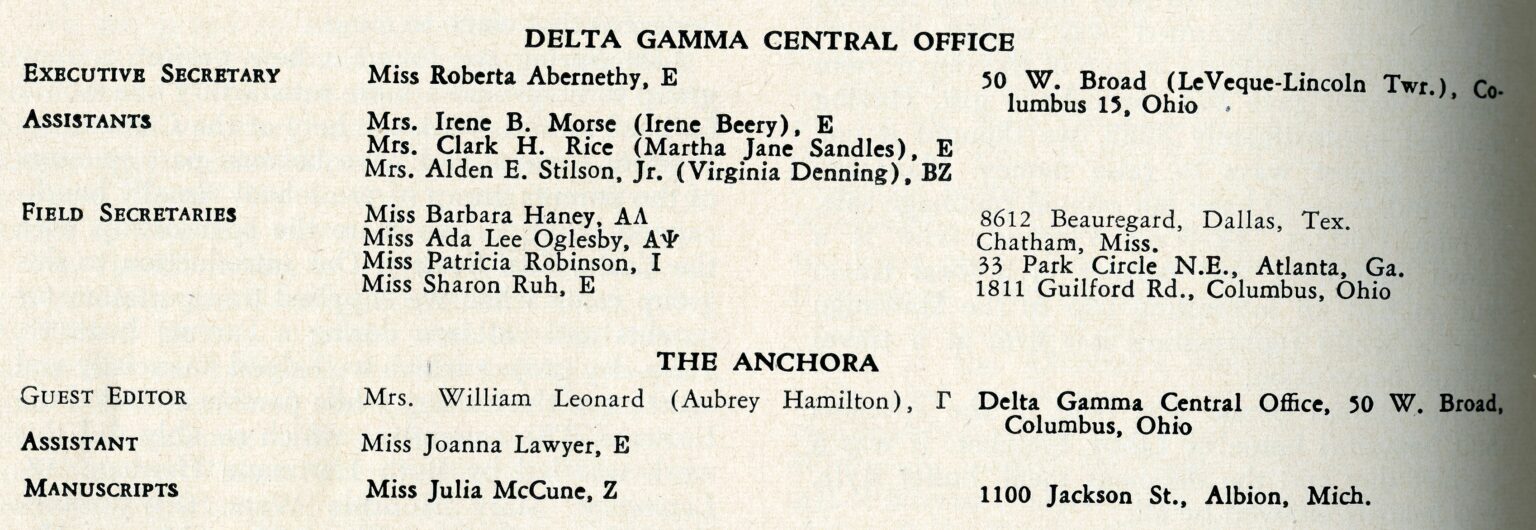 DELTA GAMMA CENTRAL OFFICE
EXECUTIVE SECRETARY Miss Roberta Abernethy, E 50 W. Broad (LeVeque-Lincoln Twr.), Co-
lumbus 15, Ohio
ASSISTANTS Mrs. Irene B. Morse (Irene Beery), E
Mrs. Clark H. Rice (Martha Jane Sandles), E
Mrs. Alden E. Stilson, Jr. (Virginia Denning), BZ
FIELD SECRETARIES Miss Barbara Haney, ΑΛ 8612 Beauregard, Dallas, Tex.
Miss Ada Lee Oglesby, ΑΨ Chatham, Miss.
Miss Patricia Robinson, I 33 Park Circle N.E., Atlanta, Ga.
Miss Sharon Ruh, E 1811 Guilford Rd., Columbus, Ohio
THE ANCHORA
GUEST EDITOR Mrs. William Leonard (Aubrey Hamilton), Γ Delta Gamma Central Office, 50 W. Broad,
Columbus, Ohio
ASSISTANT Miss Joanna Lawyer, E
MANUSCRIPTS Miss Julia McCune, Z 1100 Jackson St., Albion, Mich.